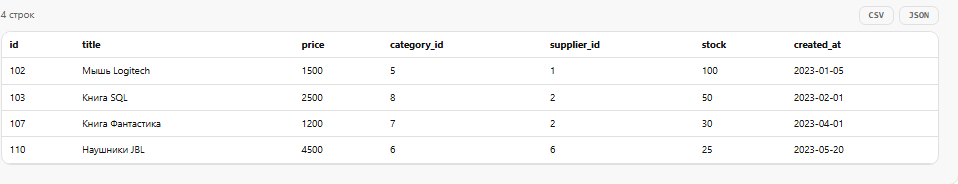 4 строк CSV JSON
id title price category_id supplier_id stock created_at
102 Мышь Logitech 1500 5 1 100 2023-01-05
103 Книга SQL 2500 8 2 50 2023-02-01
107 Книга Фантастика 1200 7 2 30 2023-04-01
110 Наушники JBL 4500 6 6 25 2023-05-20